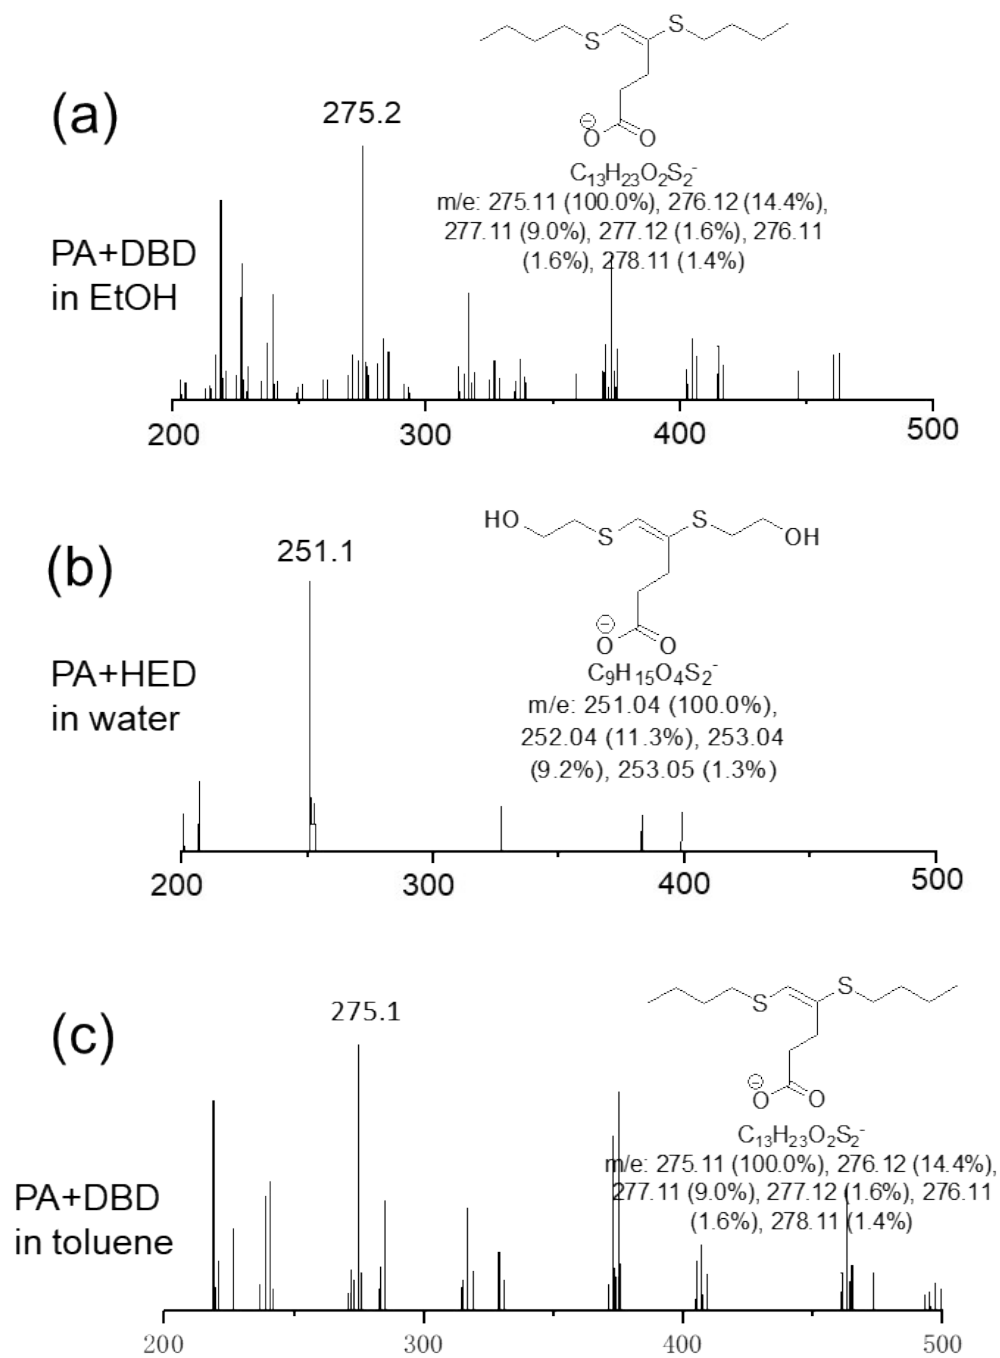 S
S
(a)
275.2
⊖
O
O
C13H23O2S2-
m/e: 275.11 (100.0%), 276.12 (14.4%),
277.11 (9.0%), 277.12 (1.6%), 276.11
(1.6%), 278.11 (1.4%)
PA+DBD
in EtOH
200 300 400 500
HO
S
S
OH
(b)
251.1
⊖
O
O
C9H15O4S2-
m/e: 251.04 (100.0%),
252.04 (11.3%), 253.04
(9.2%), 253.05 (1.3%)
PA+HED
in water
200 300 400 500
S
S
(c)
275.1
⊖
O
O
C13H23O2S2-
m/e: 275.11 (100.0%), 276.12 (14.4%),
277.11 (9.0%), 277.12 (1.6%), 276.11
(1.6%), 278.11 (1.4%)
PA+DBD
in toluene
200 300 400 500